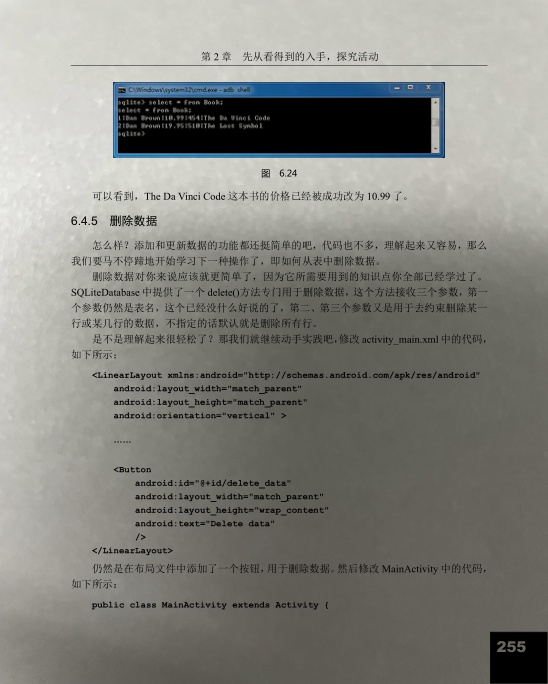 第 2 章 先从看得到的入手，探究活动
C:\Windows\system32\cmd.exe - adb shell
sqlite> select * from Book;
select * from Book;
1|Dan Brown|10.99|454|The Da Vinci Code
2|Dan Brown|19.95|510|The Lost Symbol
sqlite>
图 6.24
可以看到，The Da Vinci Code 这本书的价格已经被成功改为 10.99 了。
6.4.5 删除数据
怎么样？添加和更新数据的功能都还挺简单的吧，代码也不多，理解起来又容易，那么
我们要马不停蹄地开始学习下一种操作了，即如何从表中删除数据。
删除数据对你来说应该就更简单了，因为它所需要用到的知识点你全部已经学过了。
SQLiteDatabase 中提供了一个 delete()方法专门用于删除数据，这个方法接收三个参数，第一
个参数仍然是表名，这个已经没什么好说的了，第二、第三个参数又是用于去约束删除某一
行或某几行的数据，不指定的话默认就是删除所有行。
是不是理解起来很轻松了？那我们就继续动手实践吧，修改 activity_main.xml 中的代码，
如下所示：
<LinearLayout xmlns:android="http://schemas.android.com/apk/res/android"
android:layout_width="match_parent"
android:layout_height="match_parent"
android:orientation="vertical" >
……
<Button
android:id="@+id/delete_data"
android:layout_width="match_parent"
android:layout_height="wrap_content"
android:text="Delete data"
/>
</LinearLayout>
仍然是在布局文件中添加了一个按钮，用于删除数据。然后修改 MainActivity 中的代码，
如下所示：
public class MainActivity extends Activity {
255